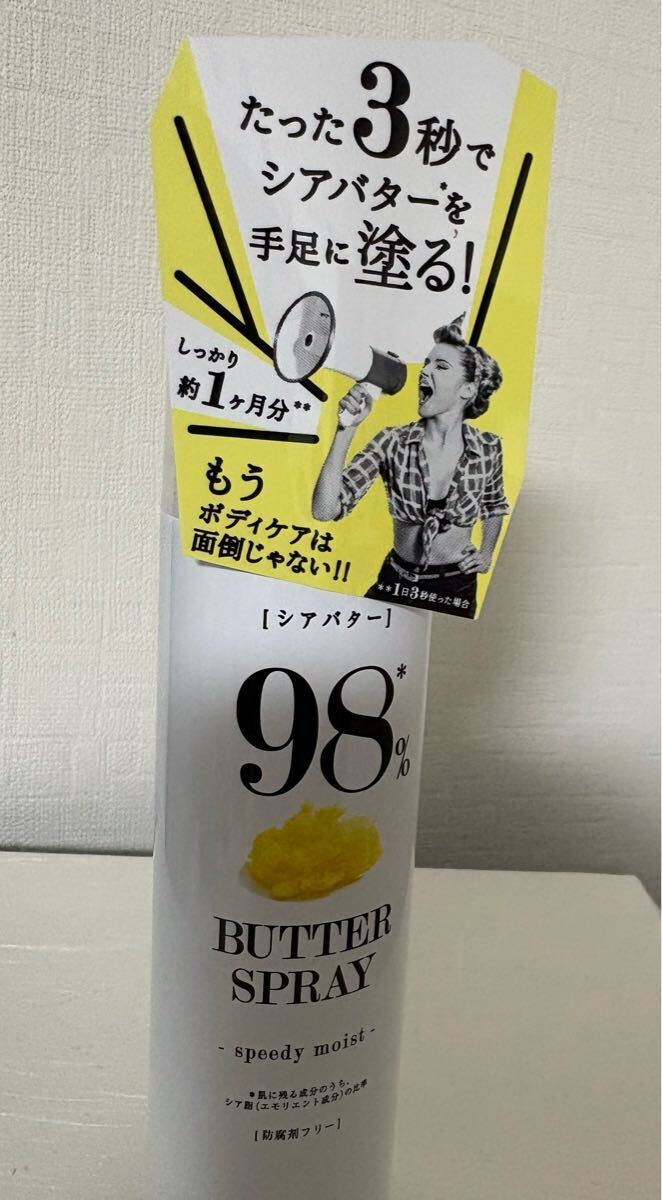 たった3秒で
シアバター*を
手足に塗る!
しっかり
約1ヶ月分**
もう
ボディケアは
面倒じゃない!!
**1日3秒使った場合
[シアバター]
98*%
BUTTER
SPRAY
- speedy moist -
*肌に残る成分のうち、
シア脂(エモリエント成分)の比率
[防腐剤フリー]